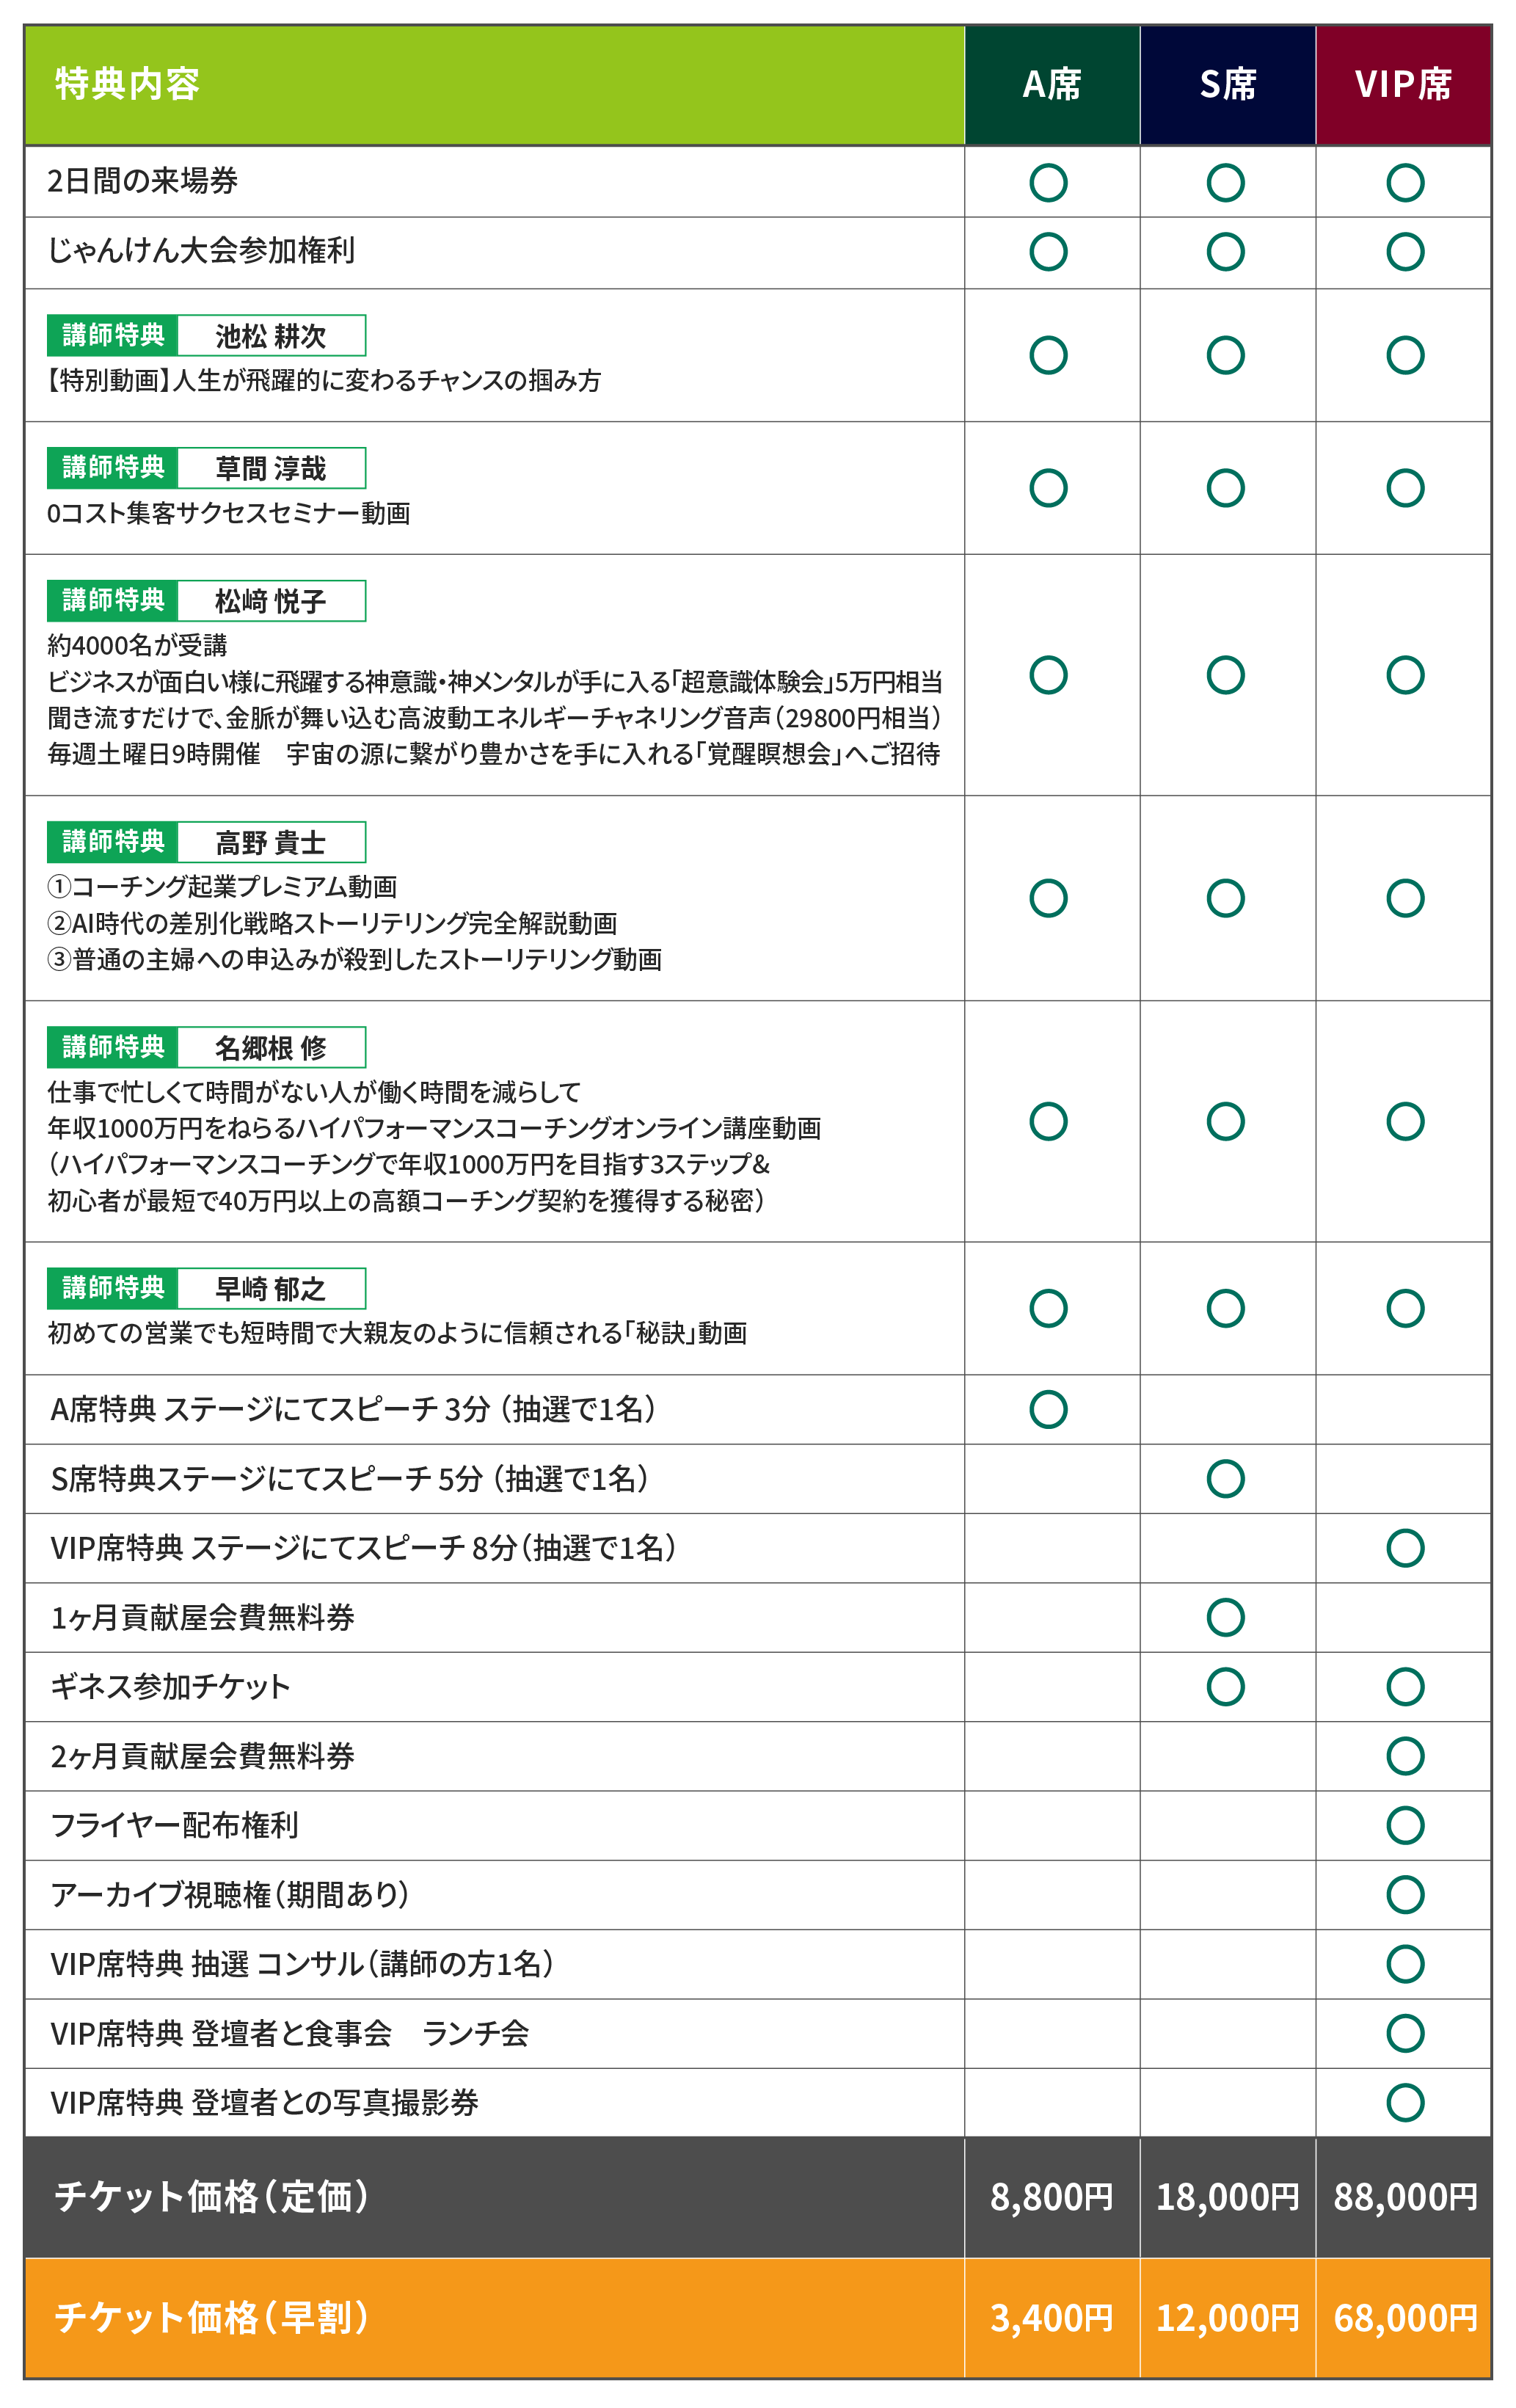 特典内容 A席 S席 VIP席
2日間の来場券 〇 〇 〇
じゃんけん大会参加権利 〇 〇 〇
講師特典 池松 耕次
【特別動画】人生が飛躍的に変わるチャンスの掴み方 〇 〇 〇
講師特典 草間 淳哉
0コスト集客サクセスセミナー動画 〇 〇 〇
講師特典 松﨑 悦子
約4000名が受講
ビジネスが面白い様に飛躍する神意識・神メンタルが手に入る「超意識体験会」5万円相当 〇 〇 〇
聞き流すだけで、金脈が舞い込む高波動エネルギーチャネリング音声（29800円相当）
毎週土曜日9時開催　宇宙の源に繋がり豊かさを手に入れる「覚醒瞑想会」へご招待
講師特典 高野 貴士
①コーチング起業プレミアム動画 〇 〇 〇
②AI時代の差別化戦略ストーリテリング完全解説動画
③普通の主婦への申込みが殺到したストーリテリング動画
講師特典 名郷根 修
仕事で忙しくて時間がない人が働く時間を減らして
年収1000万円をねらるハイパフォーマンスコーチングオンライン講座動画 〇 〇 〇
（ハイパフォーマンスコーチングで年収1000万円を目指す3ステップ&
初心者が最短で40万円以上の高額コーチング契約を獲得する秘密）
講師特典 早崎 郁之
初めての営業でも短時間で大親友のように信頼される「秘訣」動画 〇 〇 〇
A席特典 ステージにてスピーチ 3分 （抽選で1名） 〇
S席特典ステージにてスピーチ 5分 （抽選で1名） 〇
VIP席特典 ステージにてスピーチ 8分（抽選で1名） 〇
1ヶ月貢献屋会費無料券 〇
ギネス参加チケット 〇 〇
2ヶ月貢献屋会費無料券 〇
フライヤー配布権利 〇
アーカイブ視聴権（期間あり） 〇
VIP席特典 抽選 コンサル（講師の方1名） 〇
VIP席特典 登壇者と食事会　ランチ会 〇
VIP席特典 登壇者との写真撮影券 〇
チケット価格（定価） 8,800円 18,000円 88,000円
チケット価格（早割） 3,400円 12,000円 68,000円